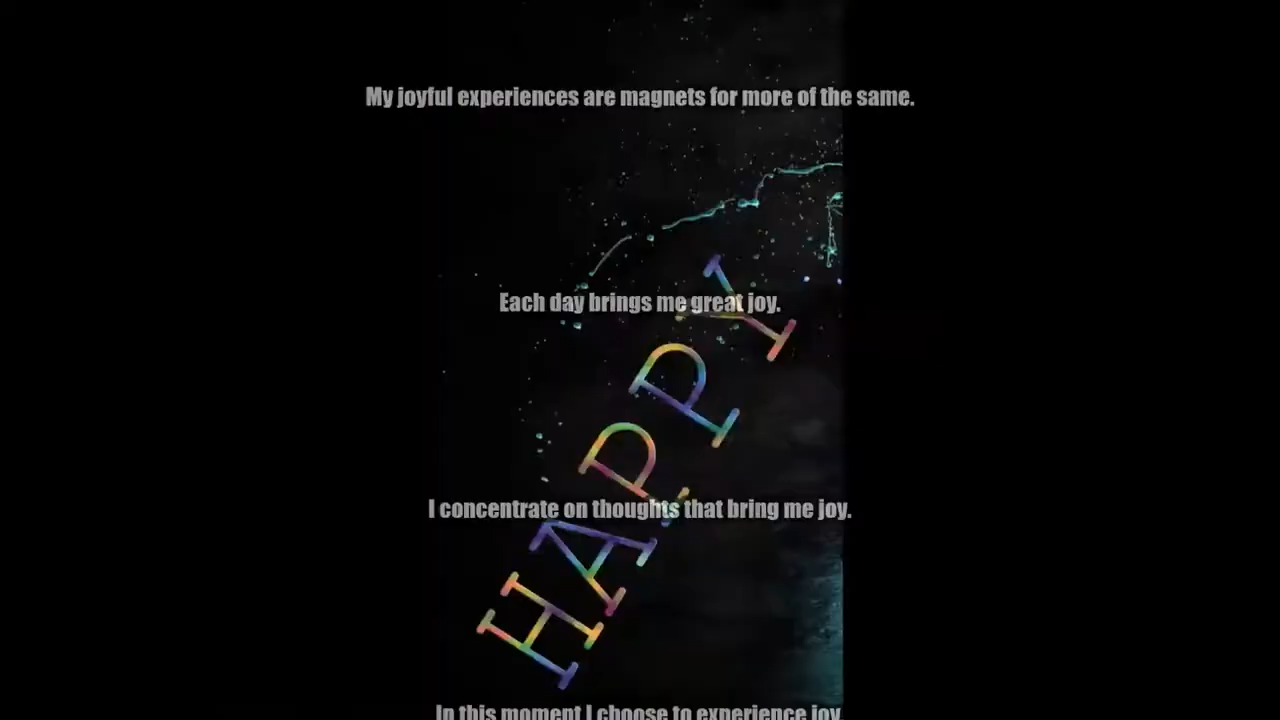 My joyful experiences are magnets for more of the same.
Each day brings me great joy.
HAPPY
I concentrate on thoughts that bring me joy.
In this moment I choose to experience joy